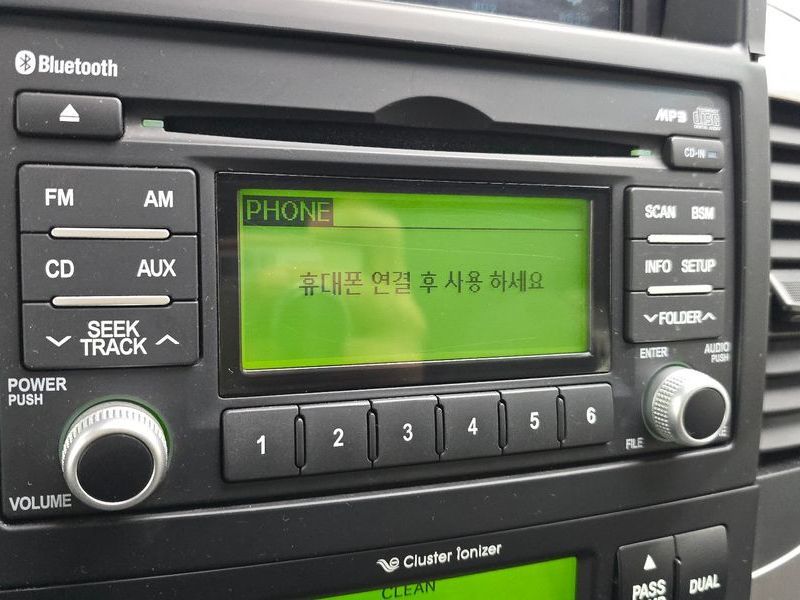 Bluetooth
MP3
CD-IN
FM AM
CD AUX
SEEK
TRACK
PHONE
휴대폰 연결 후 사용 하세요
SCAN BSM
INFO SETUP
FOLDER
ENTER
AUDIO
PUSH
POWER
PUSH
VOLUME
1 2 3 4 5 6
FILE
Cluster ionizer
CLEAN
PASS
DUAL